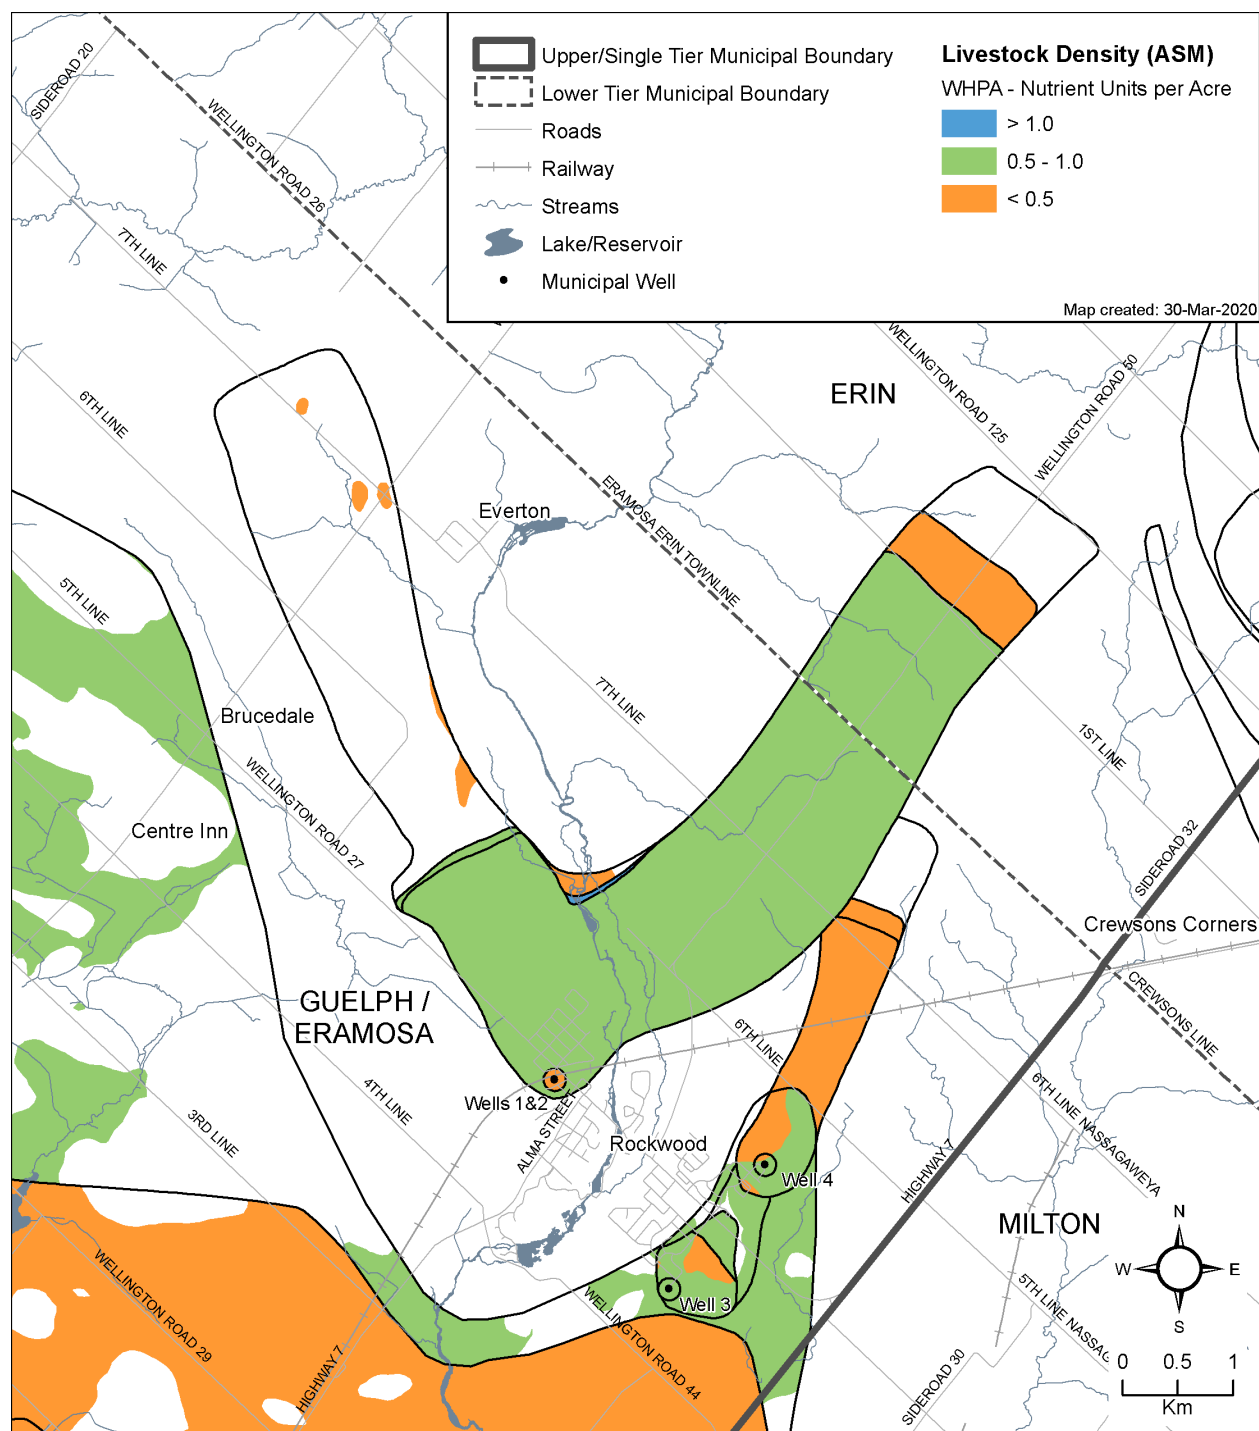 Upper/Single Tier Municipal Boundary
Lower Tier Municipal Boundary
Roads
Railway
Streams
Lake/Reservoir
Municipal Well
Livestock Density (ASM)
WHPA - Nutrient Units per Acre
> 1.0
0.5 - 1.0
< 0.5
Map created: 30-Mar-2020
SIDEROAD 20
WELLINGTON ROAD 26
7TH LINE
6TH LINE
5TH LINE
ERIN
WELLINGTON ROAD 125
WELLINGTON ROAD 50
Everton
ERAMOSA ERIN TOWNLINE
7TH LINE
1ST LINE
Brucedale
WELLINGTON ROAD 27
Centre Inn
SIDEROAD 32
Crewsons Corners
GUELPH /
ERAMOSA
CREWSONS LINE
6TH LINE
4TH LINE
3RD LINE
Wells 1&2
ALMA STREET
Rockwood
Well 4
HIGHWAY 7
6TH LINE NASSAGAWEYA
MILTON
5TH LINE NASSAG
Well 3
WELLINGTON ROAD 29
WELLINGTON ROAD 44
HIGHWAY 7
SIDEROAD 30
N
W
E
S
0 0.5 1
Km